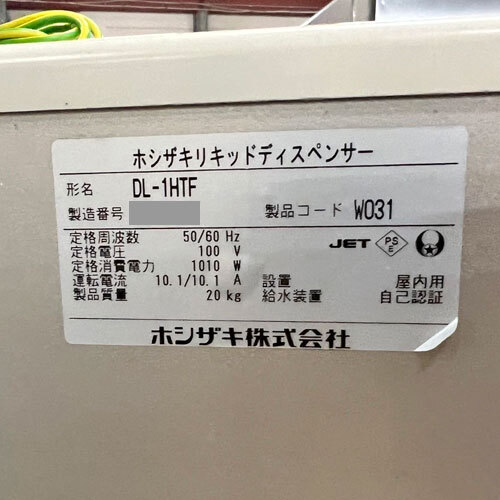 ホシザキリキッドディスペンサー
形名 DL-1HTF
製造番号 製品コード W031
定格周波数 50/60 Hz
定格電圧 100 V
定格消費電力 1010 W
運転電流 10.1/10.1 A
製品質量 20 kg
JET PS E
設置 屋内用
給水装置 自己認証
ホシザキ株式会社